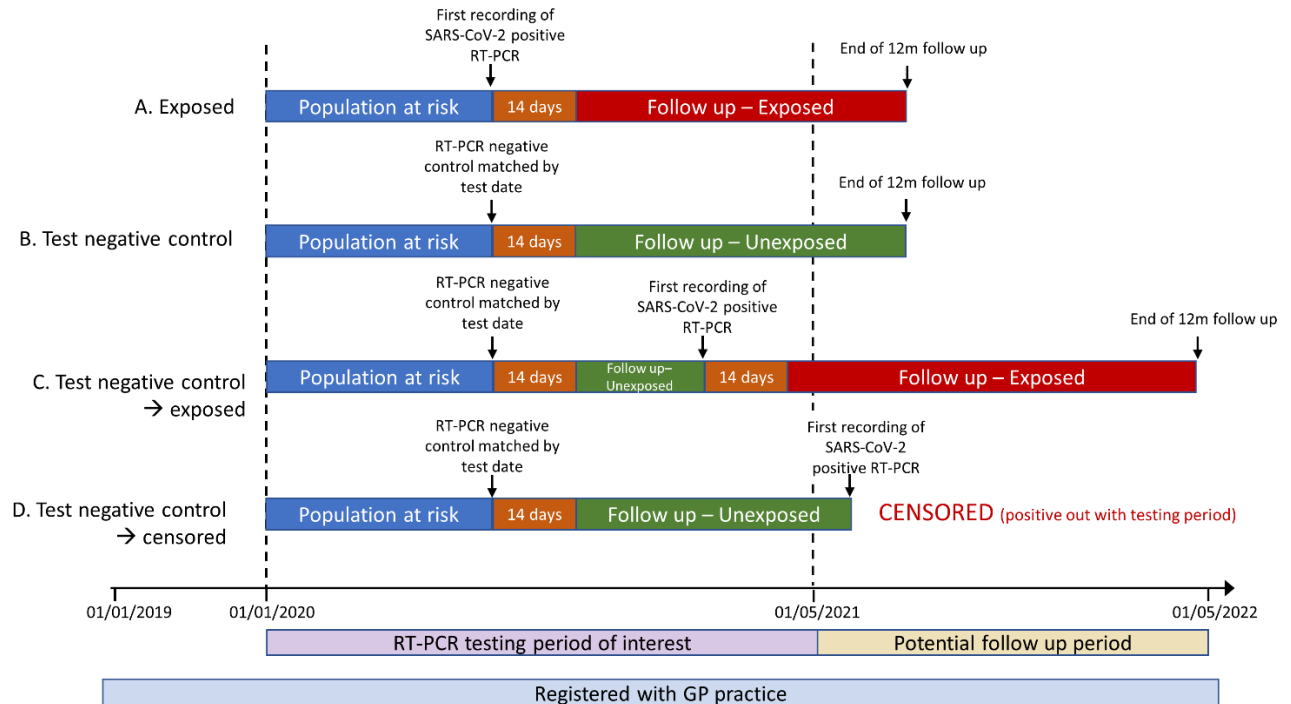 First recording of
SARS-CoV-2 positive
RT-PCR
End of 12m follow up
A. Exposed
Population at risk
14 days
Follow up – Exposed
RT-PCR negative
control matched by
test date
End of 12m follow up
B. Test negative control
Population at risk
14 days
Follow up – Unexposed
RT-PCR negative
control matched by
test date
First recording of
SARS-CoV-2 positive
RT-PCR
End of 12m follow up
C. Test negative control
→ exposed
Population at risk
14 days
Follow up–
Unexposed
14 days
Follow up – Exposed
RT-PCR negative
control matched by
test date
First recording of
SARS-CoV-2
positive RT-PCR
D. Test negative control
→ censored
Population at risk
14 days
Follow up – Unexposed
CENSORED (positive out with testing period)
01/01/2019
01/01/2020
01/05/2021
01/05/2022
RT-PCR testing period of interest
Potential follow up period
Registered with GP practice